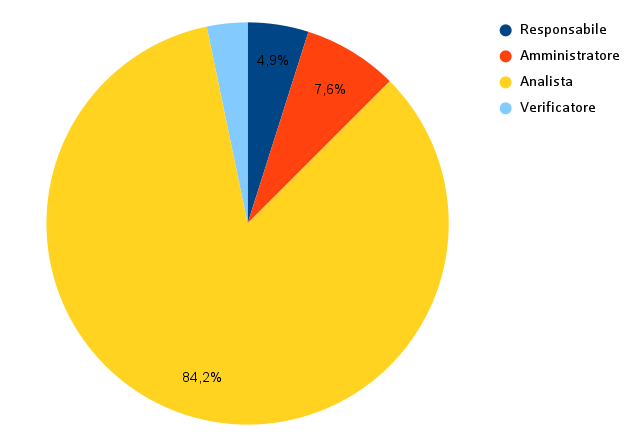 Responsabile
Amministratore
Analista
Verificatore
4,9%
7,6%
84,2%